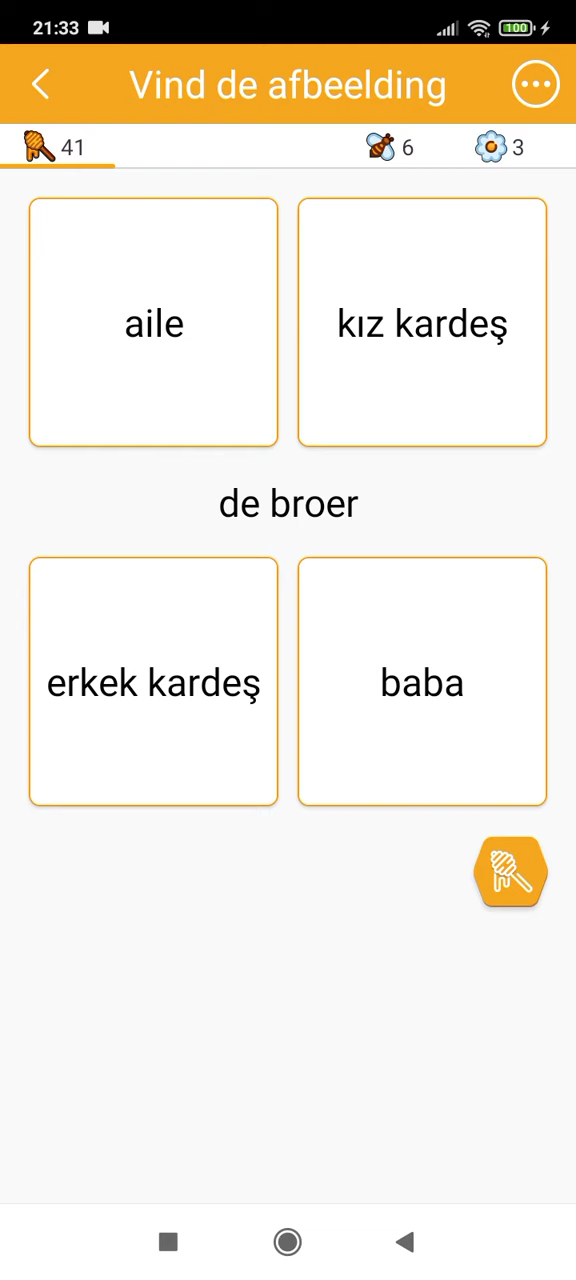 21:33
100
Vind de afbeelding
41
6
3
aile
kız kardeş
de broer
erkek kardeş
baba